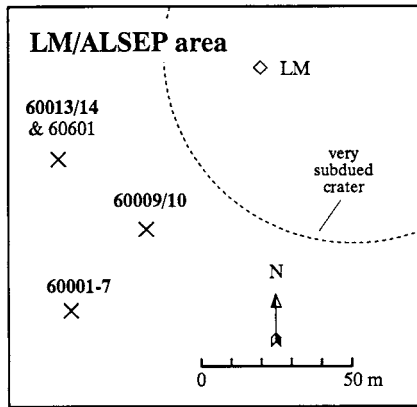 LM/ALSEP area
LM
60013/14
& 60601
very
subdued
crater
60009/10
N
60001-7
0 50 m